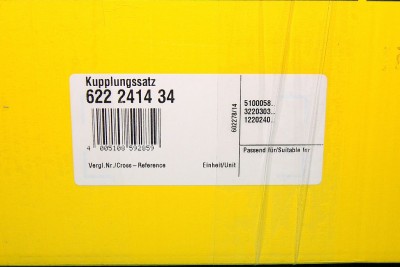 Kupplungssatz
622 2414 34
4 005108 592859
Vergl.Nr./Cross-Reference
Einheit/Unit
602278/14
5100058..
3220303..
1220240..
Passend für/Suitable for